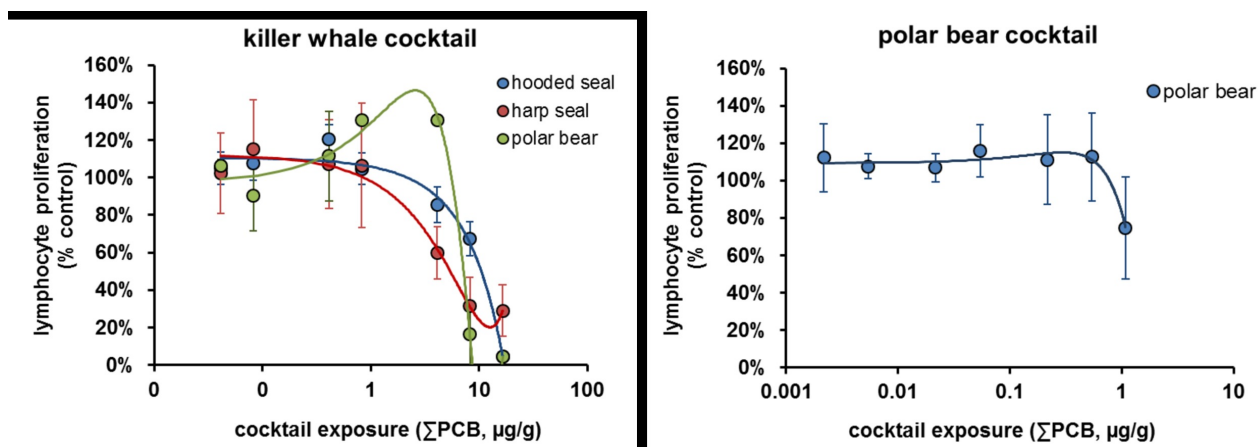 killer whale cocktail
160%
140%
120%
100%
80%
60%
40%
20%
0%
lymphocyte proliferation
(% control)
hooded seal
harp seal
polar bear
0 0 1 10 100
cocktail exposure (∑PCB, µg/g)
polar bear cocktail
160%
140%
120%
100%
80%
60%
40%
20%
0%
lymphocyte proliferation
(% control)
polar bear
0.001 0.01 0.1 1 10
cocktail exposure (∑PCB, µg/g)